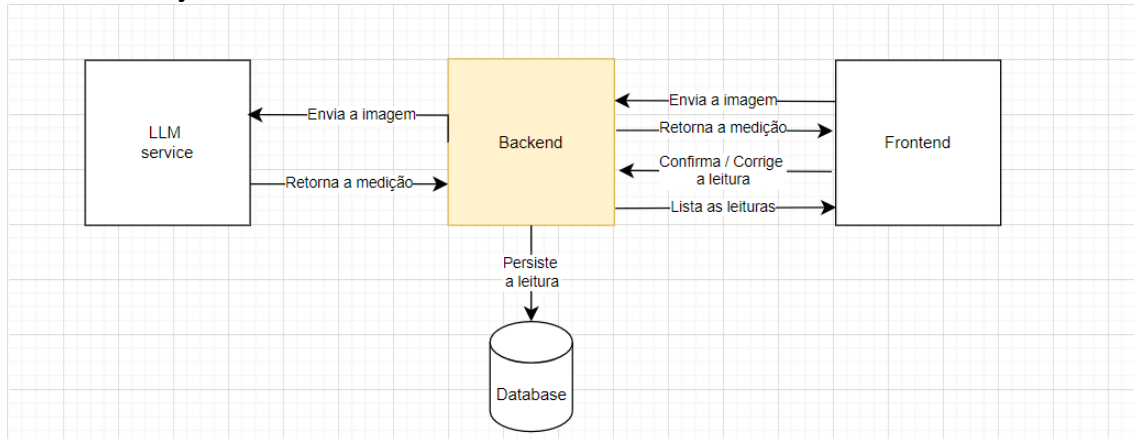 LLM
service
Envia a imagem
Retorna a medição
Backend
Envia a imagem
Retorna a medição
Confirma / Corrige
a leitura
Lista as leituras
Frontend
Persiste
a leitura
Database